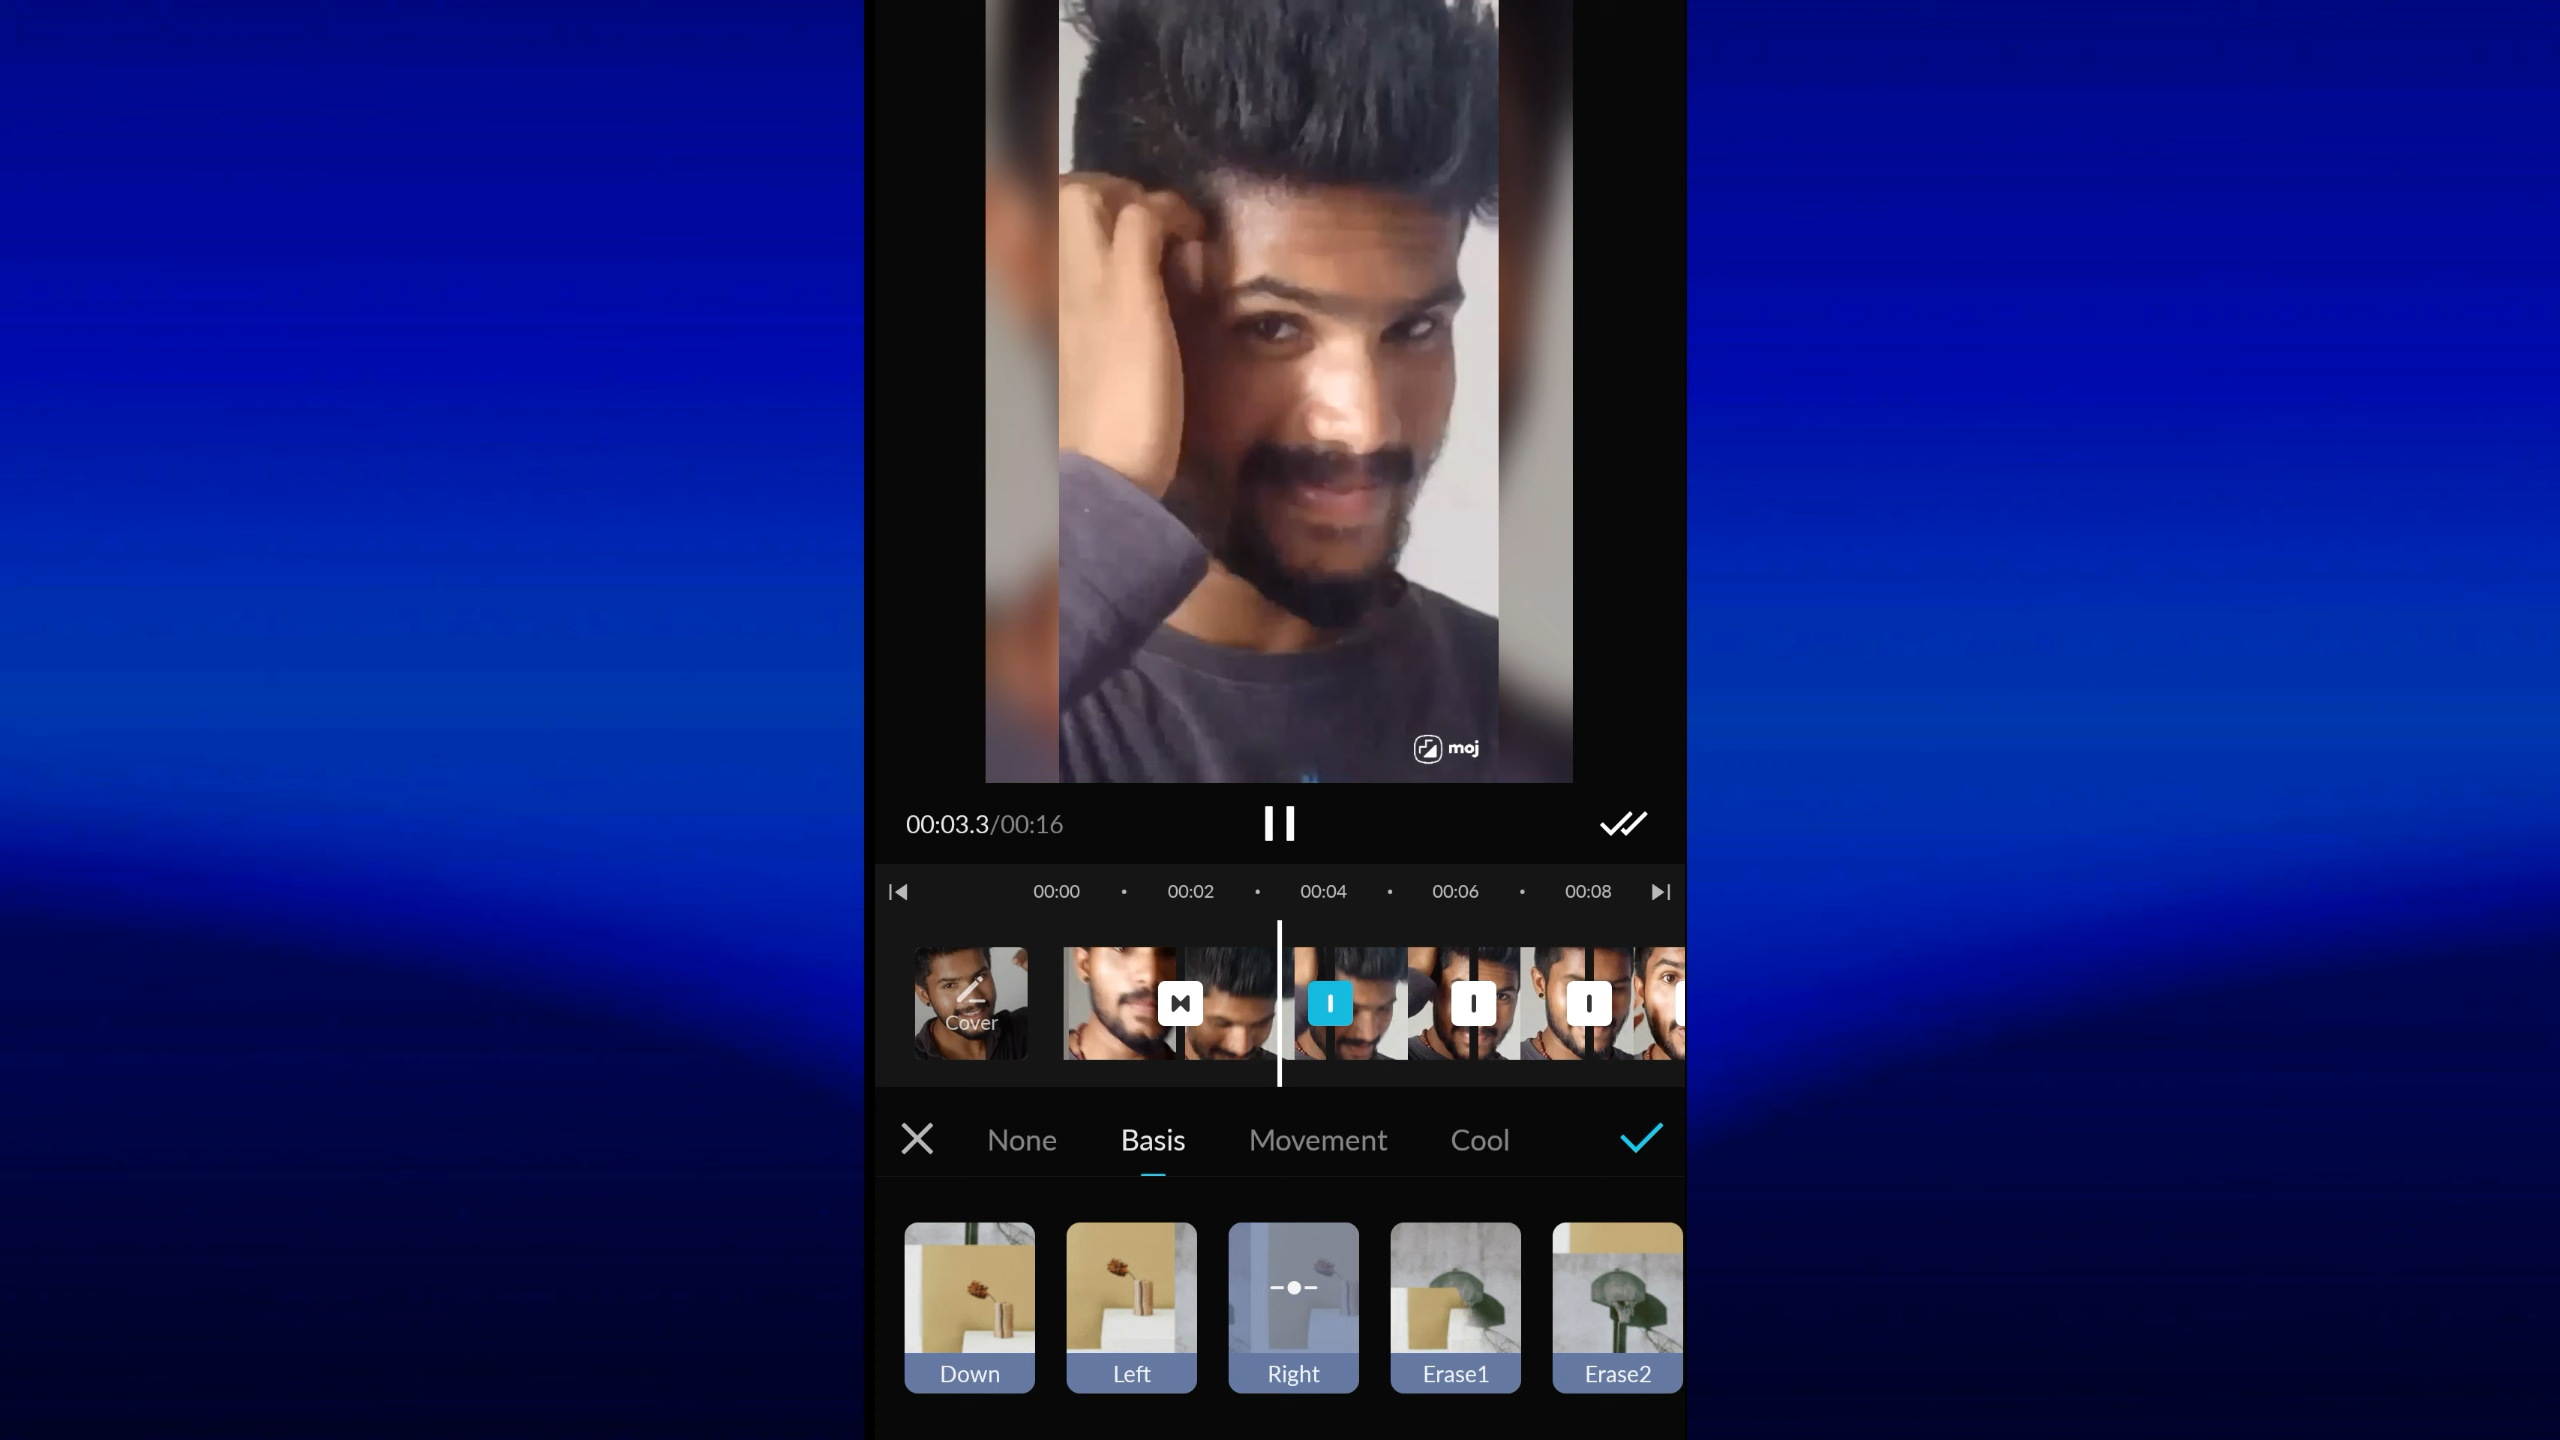 moj
00:03.3/00:16
00:00 • 00:02 • 00:04 • 00:06 • 00:08
Cover
None Basis Movement Cool
Down Left Right Erase1 Erase2